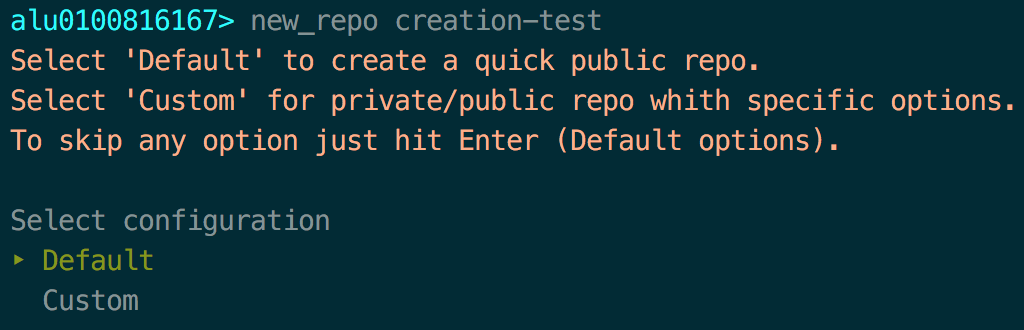 alu0100816167> new_repo creation-test
Select 'Default' to create a quick public repo.
Select 'Custom' for private/public repo whith specific options.
To skip any option just hit Enter (Default options).
Select configuration
‣ Default
Custom